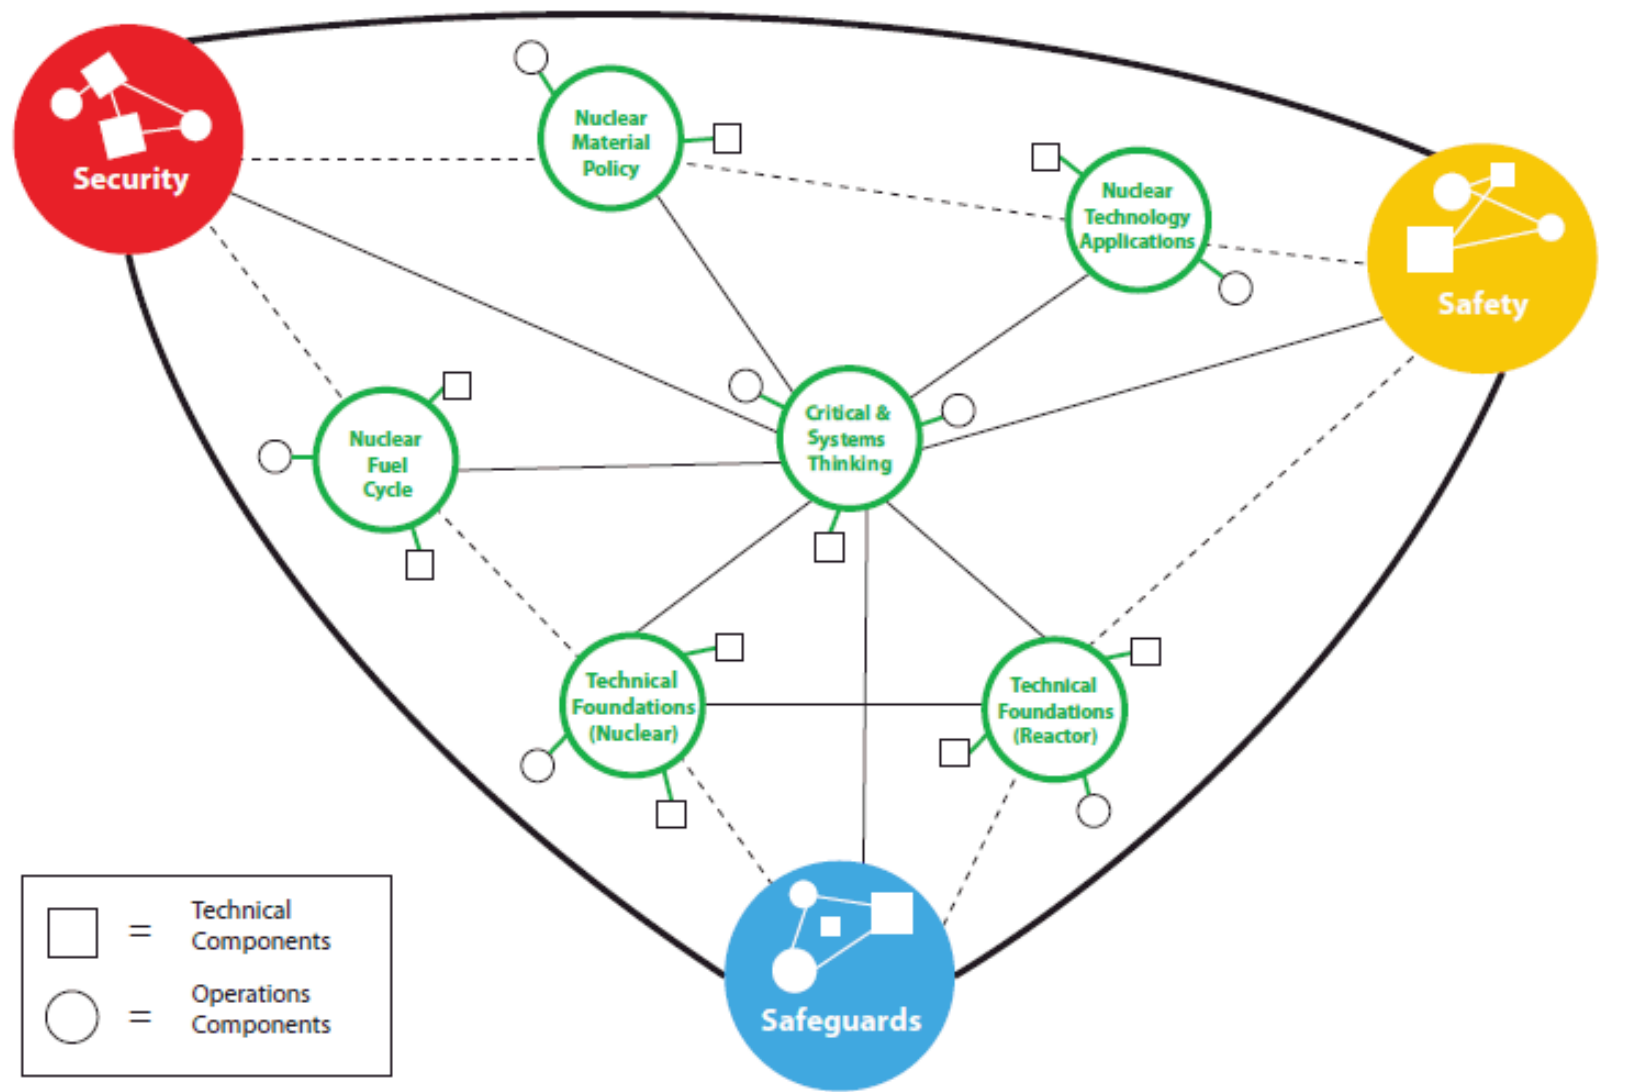 Security
Nuclear
Material
Policy
Nuclear
Technology
Applications
Safety
Critical &
Systems
Thinking
Nuclear
Fuel
Cycle
Technical
Foundations
(Nuclear)
Technical
Foundations
(Reactor)
Safeguards
= Technical
Components
= Operations
Components